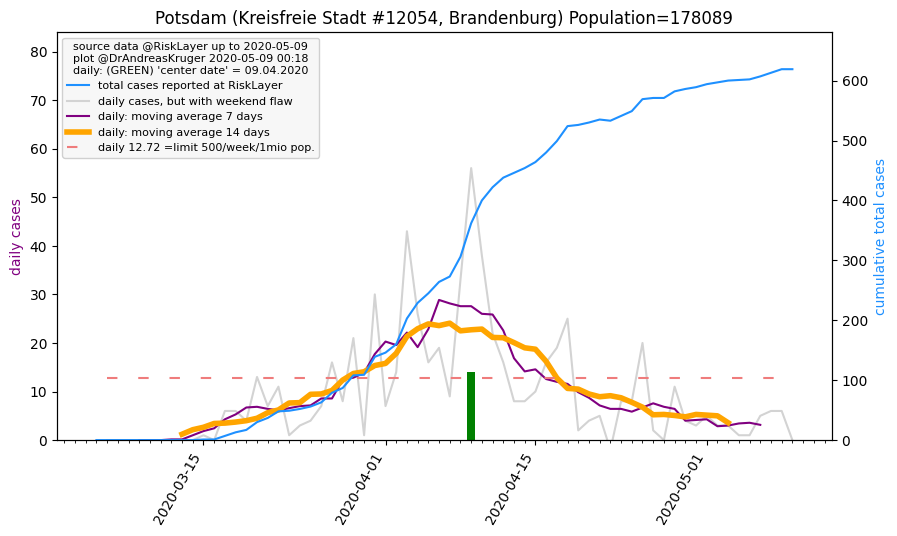 Potsdam (Kreisfreie Stadt #12054, Brandenburg) Population=178089
source data @RiskLayer up to 2020-05-09
plot @DrAndreasKruger 2020-05-09 00:18
daily: (GREEN) 'center date' = 09.04.2020
total cases reported at RiskLayer
daily cases, but with weekend flaw
daily: moving average 7 days
daily: moving average 14 days
daily 12.72 =limit 500/week/1mio pop.
daily cases
80
70
60
50
40
30
20
10
0
cumulative total cases
600
500
400
300
200
100
0
2020-03-15
2020-04-01
2020-04-15
2020-05-01